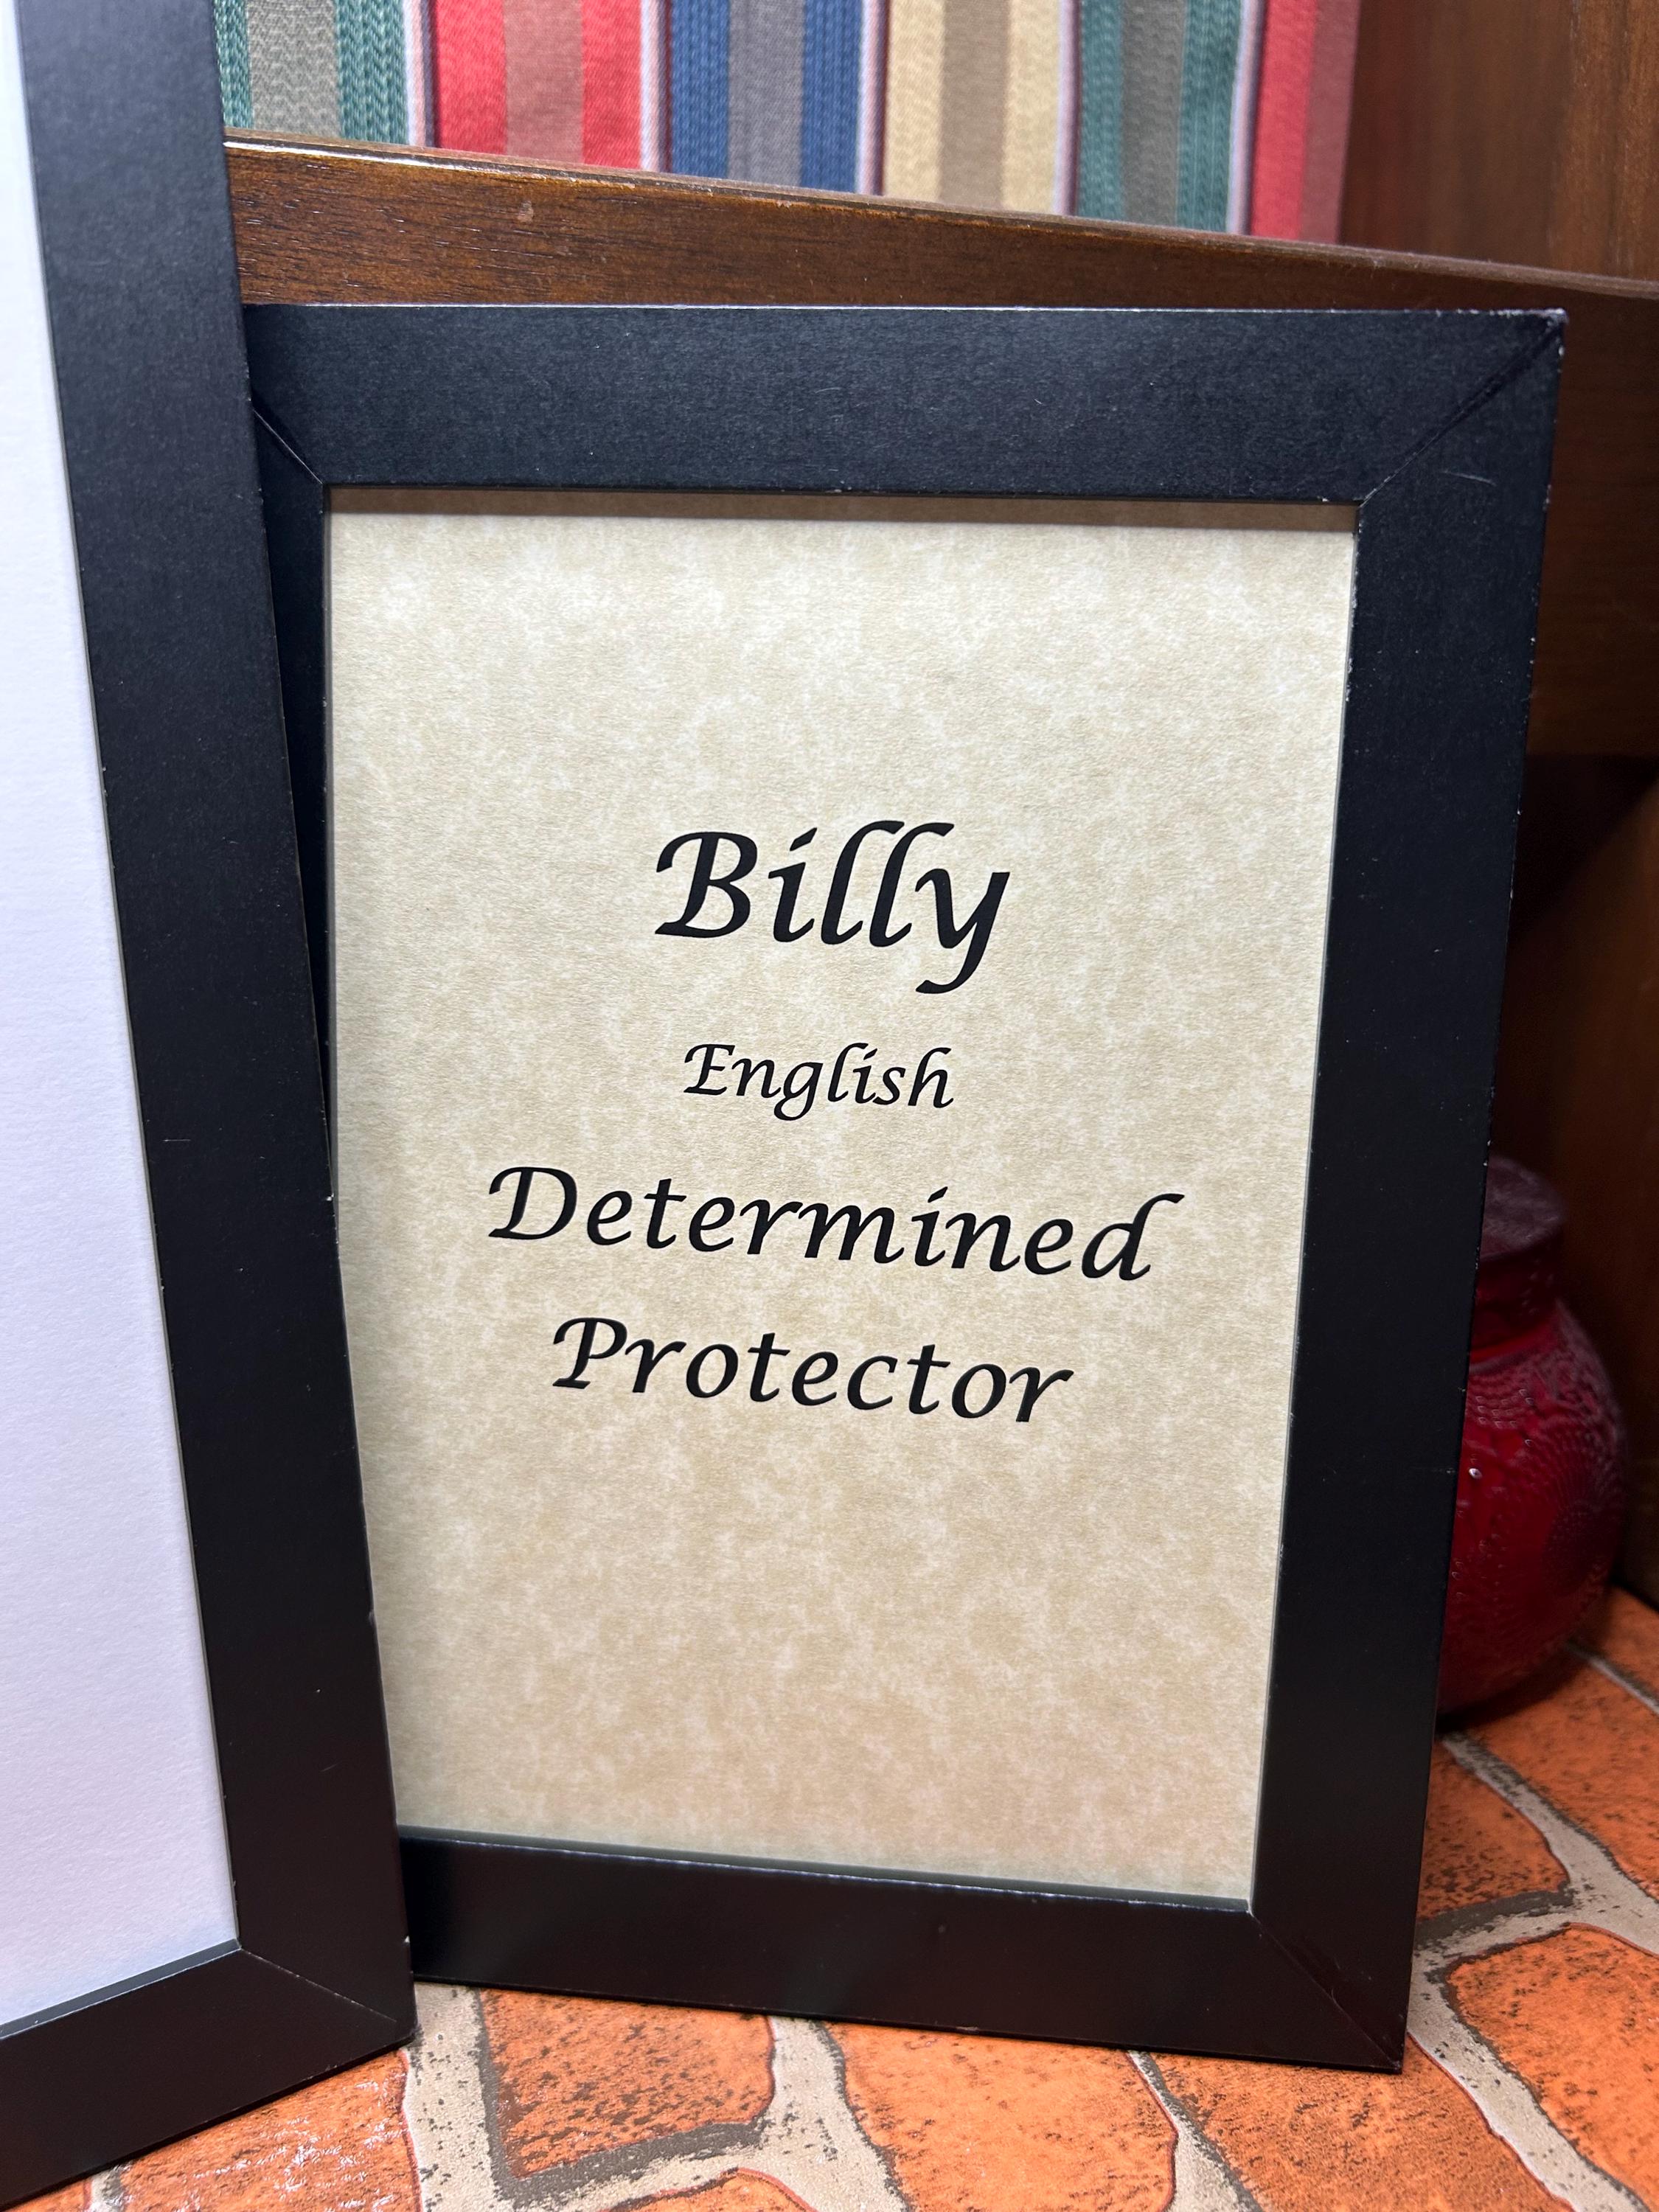 Billy
English
Determined
Protector